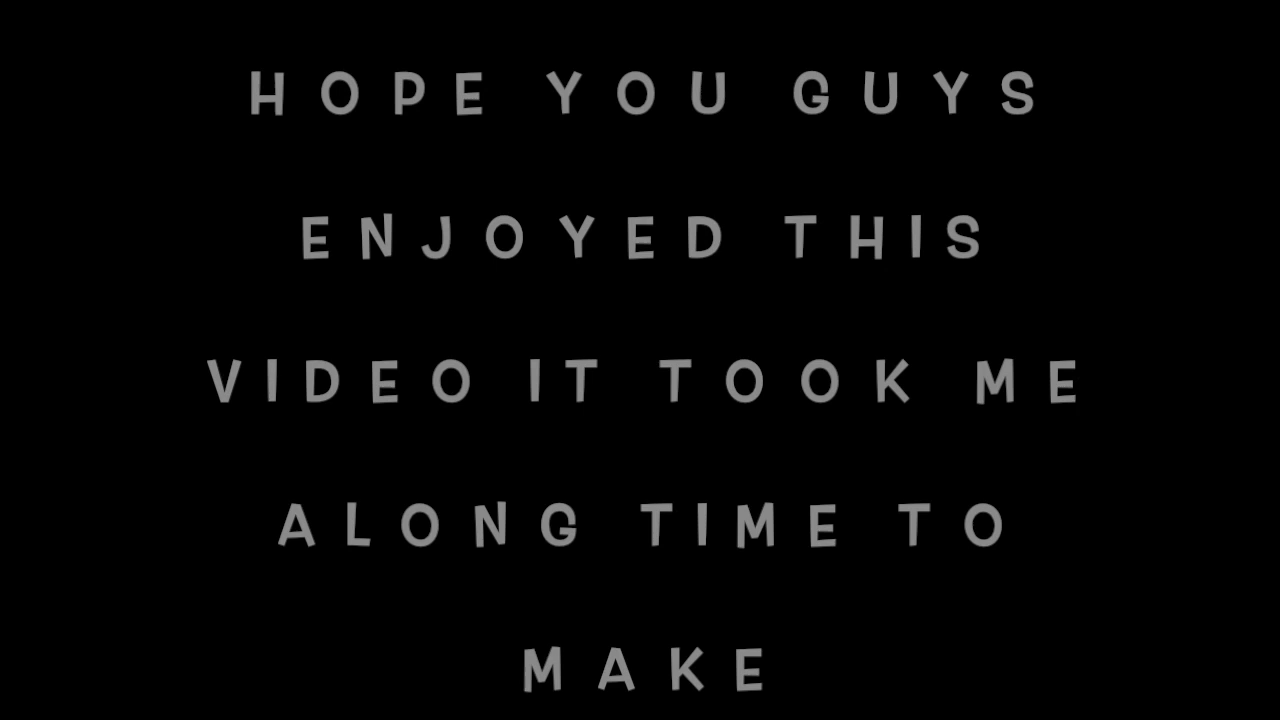 HOPE YOU GUYS
ENJOYED THIS
VIDEO IT TOOK ME
ALONG TIME TO
MAKE